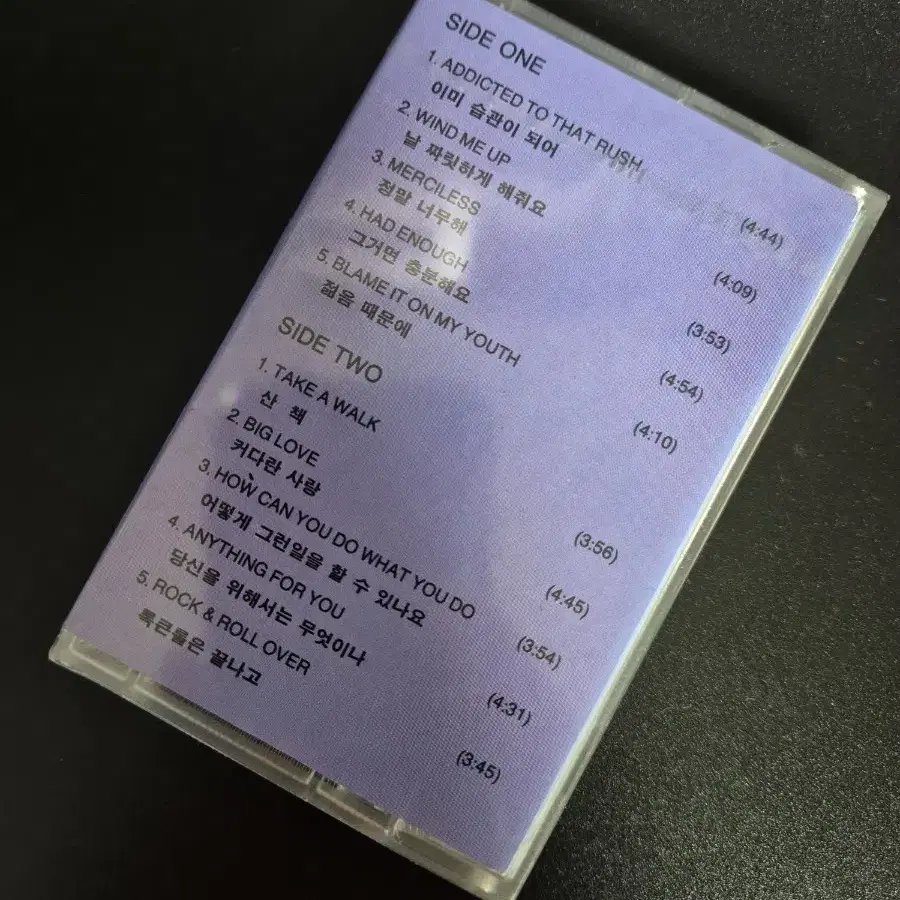 SIDE ONE
1. ADDICTED TO THAT RUSH (4:44)
이미 습관이 되어
2. WIND ME UP (4:09)
날 짜릿하게 해줘요
3. MERCILESS (3:53)
정말 너무해
4. HAD ENOUGH (4:54)
그거면 충분해요
5. BLAME IT ON MY YOUTH (4:10)
젊음 때문에
SIDE TWO
1. TAKE A WALK (3:56)
산 책
2. BIG LOVE (4:45)
커다란 사랑
3. HOW CAN YOU DO WHAT YOU DO (3:54)
어떻게 그런일을 할 수 있나요
4. ANYTHING FOR YOU (4:31)
당신을 위해서는 무엇이나
5. ROCK & ROLL OVER (3:45)
록큰롤은 끝나고